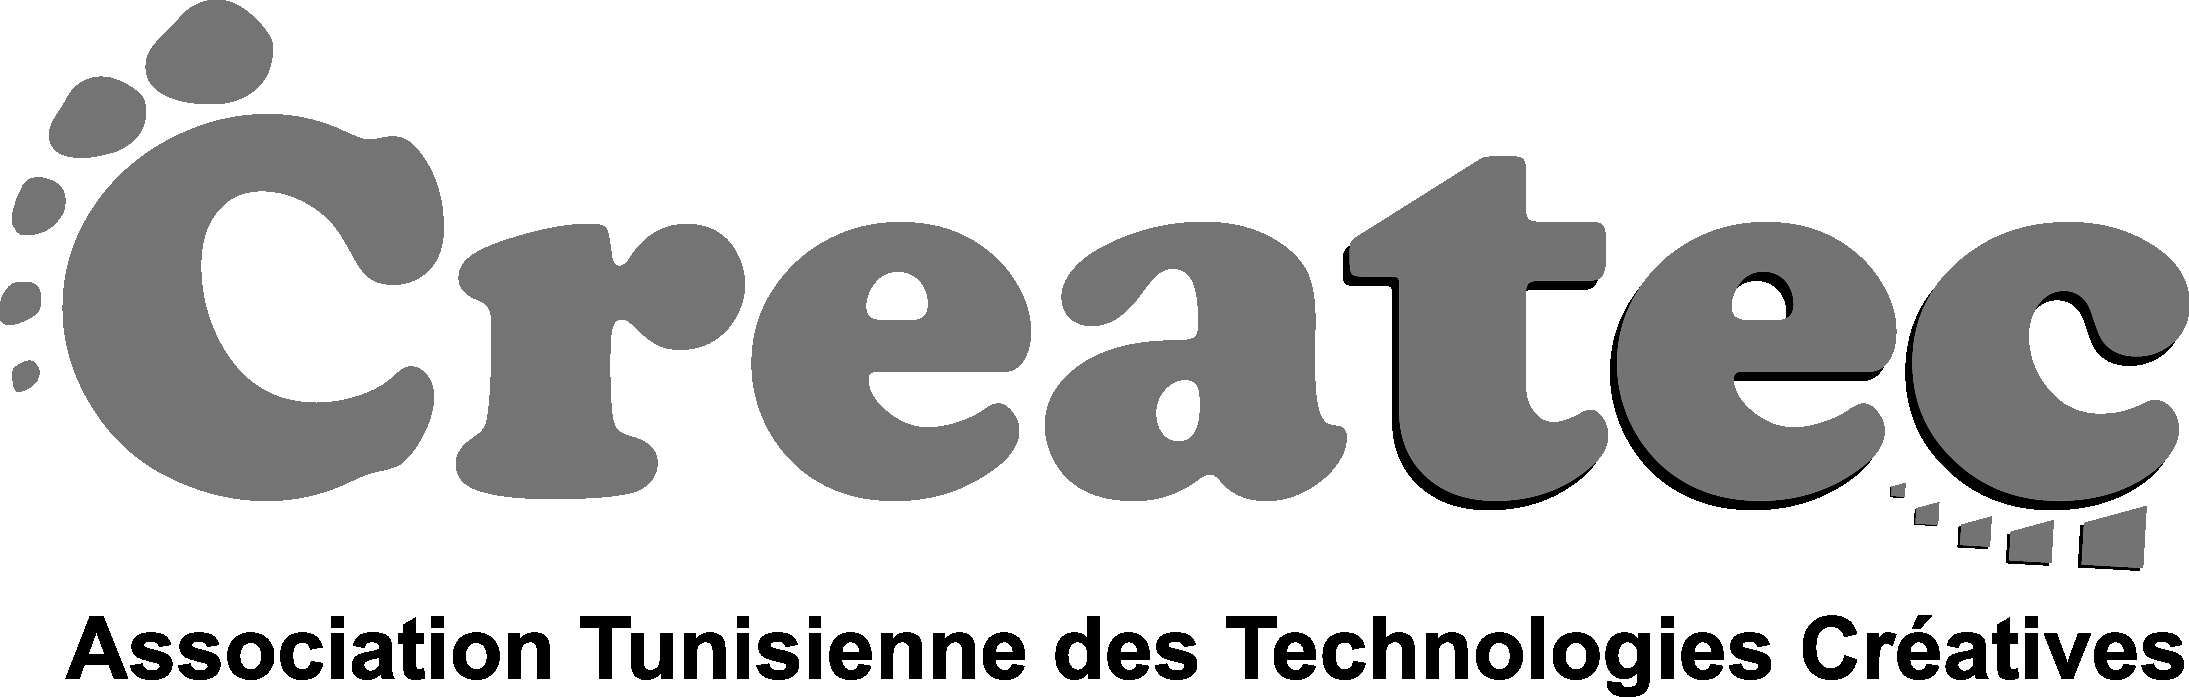 Createc
Association Tunisienne des Technologies Créatives